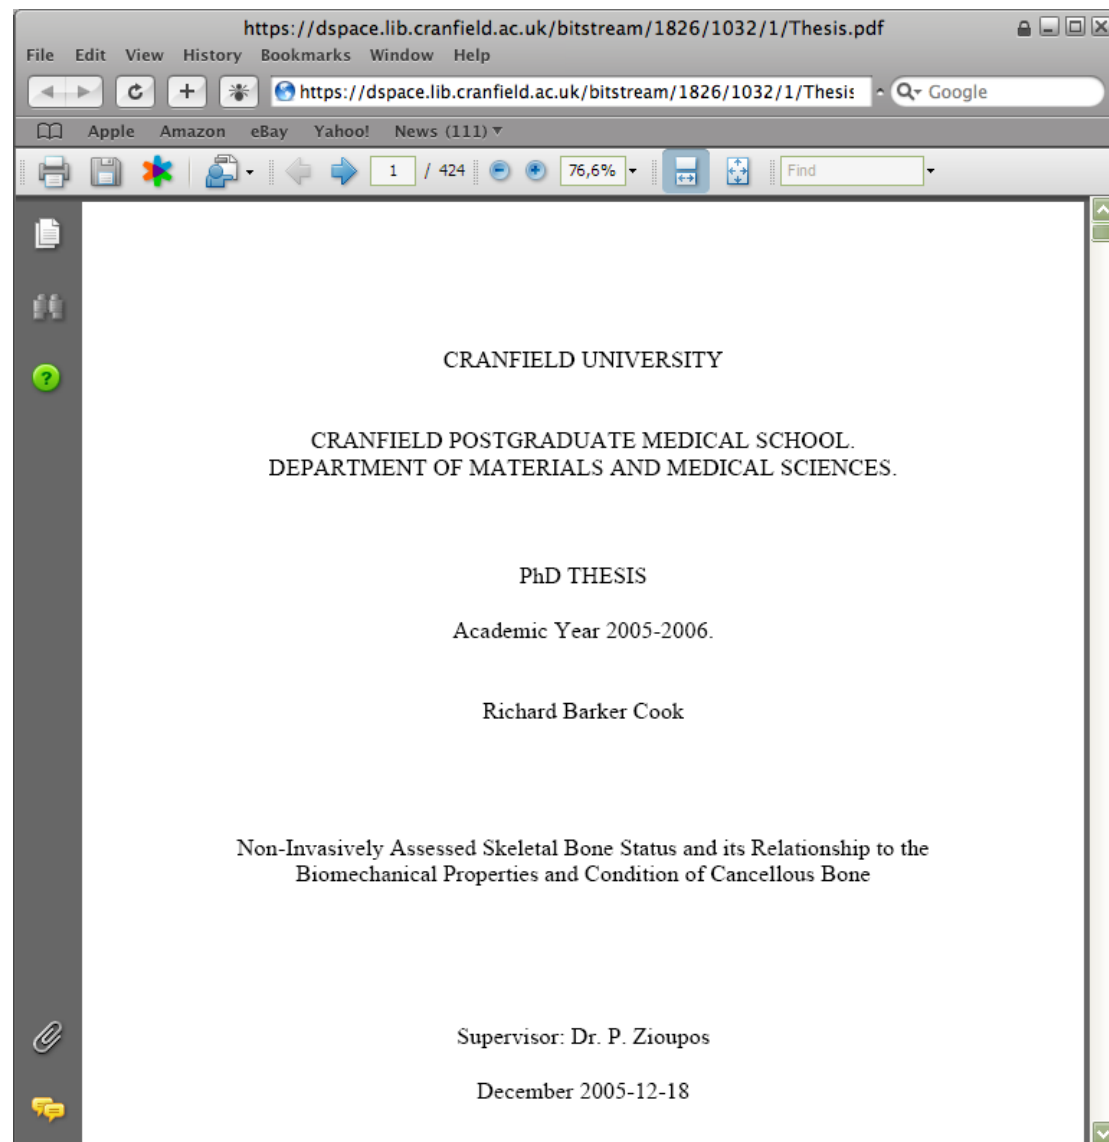 https://dspace.lib.cranfield.ac.uk/bitstream/1826/1032/1/Thesis.pdf
File Edit View History Bookmarks Window Help
https://dspace.lib.cranfield.ac.uk/bitstream/1826/1032/1/Thesis
Google
Apple Amazon eBay Yahoo! News (111)
1 / 424 76,6% Find
CRANFIELD UNIVERSITY
CRANFIELD POSTGRADUATE MEDICAL SCHOOL.
DEPARTMENT OF MATERIALS AND MEDICAL SCIENCES.
PhD THESIS
Academic Year 2005-2006.
Richard Barker Cook
Non-Invasively Assessed Skeletal Bone Status and its Relationship to the
Biomechanical Properties and Condition of Cancellous Bone
Supervisor: Dr. P. Zioupos
December 2005-12-18